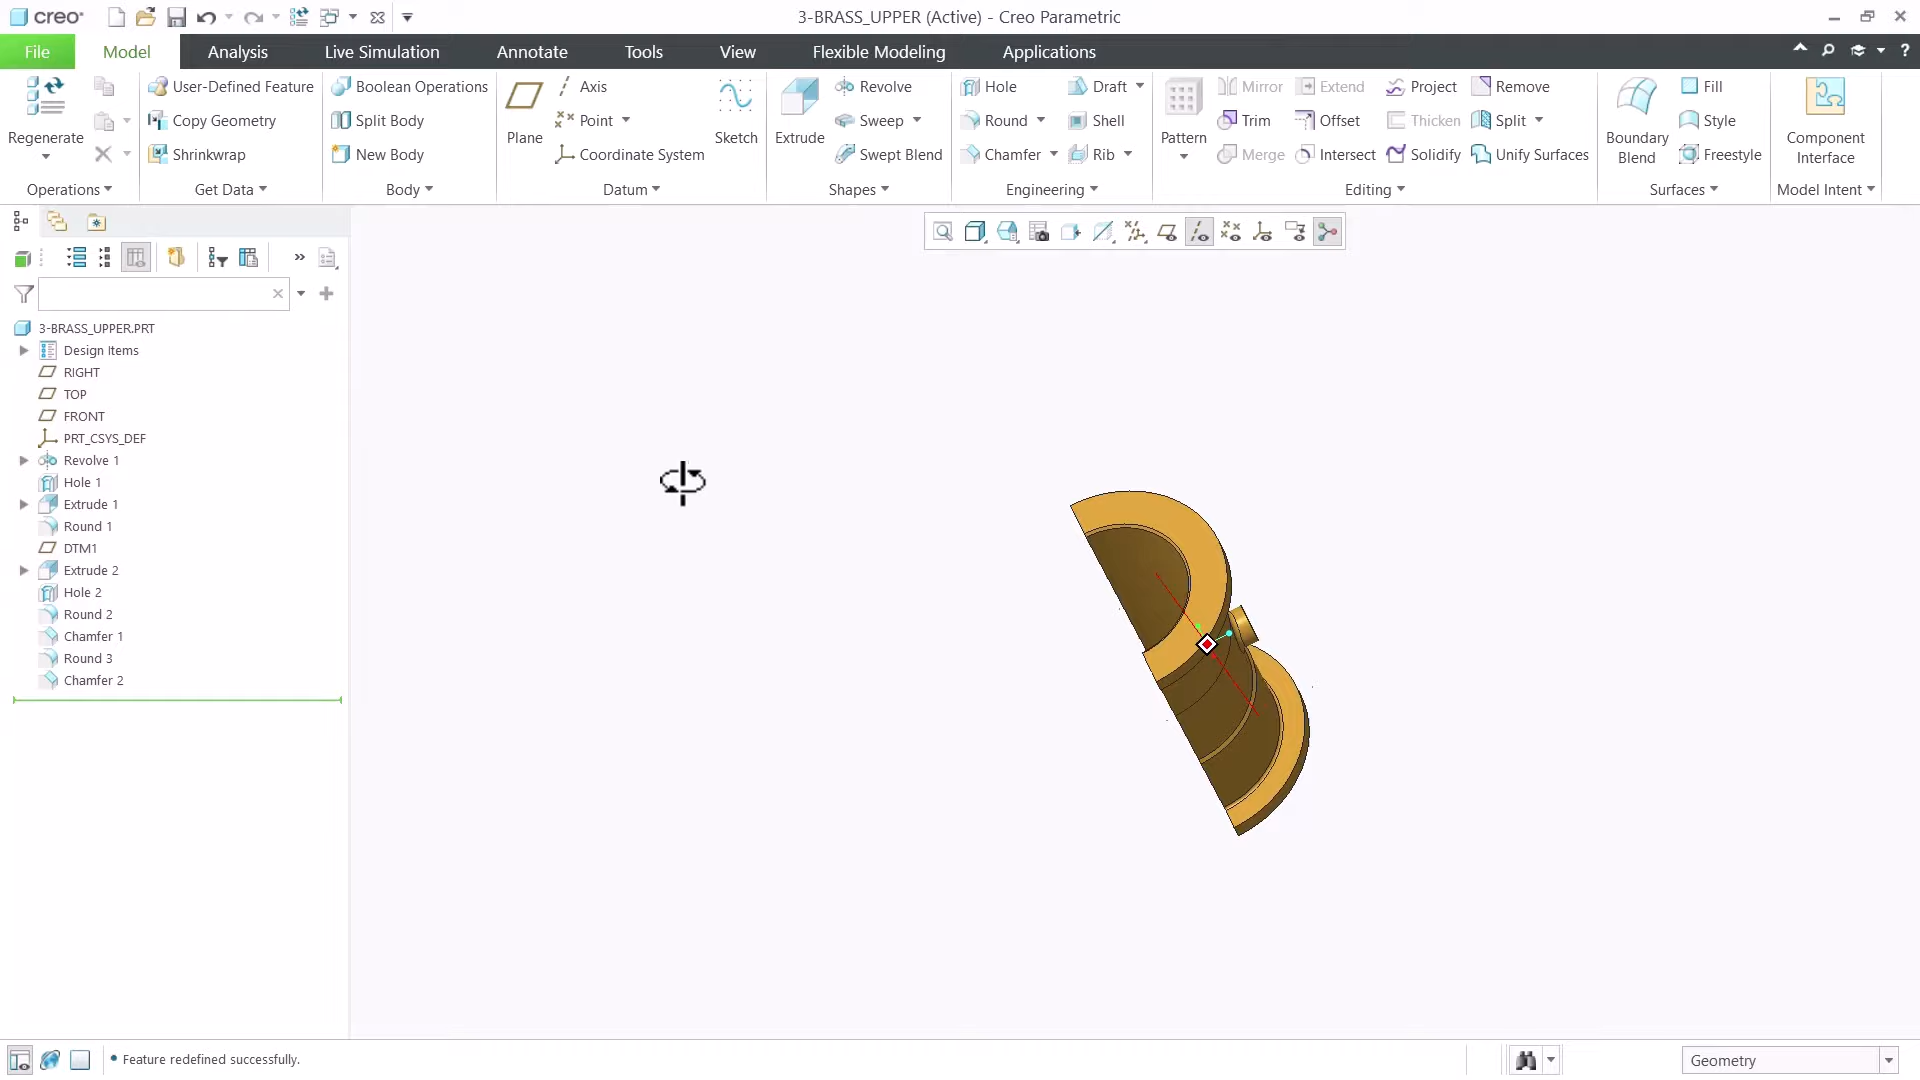 creo
3-BRASS_UPPER (Active) - Creo Parametric
File Model Analysis Live Simulation Annotate Tools View Flexible Modeling Applications ?
Regenerate
Operations
User-Defined Feature
Copy Geometry
Shrinkwrap
Get Data
Boolean Operations
Split Body
New Body
Body
Plane
Axis
Point
Coordinate System
Sketch
Datum
Extrude
Revolve
Sweep
Swept Blend
Shapes
Hole
Round
Chamfer
Draft
Shell
Rib
Engineering
Pattern
Mirror
Trim
Merge
Extend
Offset
Intersect
Project
Thicken
Solidify
Remove
Split
Unify Surfaces
Editing
Boundary
Blend
Fill
Style
Freestyle
Surfaces
Component
Interface
Model Intent
3-BRASS_UPPER.PRT
Design Items
RIGHT
TOP
FRONT
PRT_CSYS_DEF
Revolve 1
Hole 1
Extrude 1
Round 1
DTM1
Extrude 2
Hole 2
Round 2
Chamfer 1
Round 3
Chamfer 2
• Feature redefined successfully.
Geometry